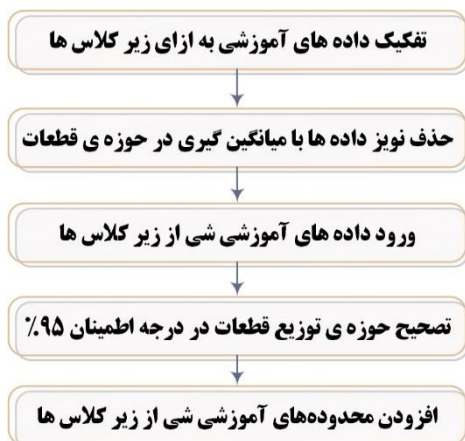 تفکیک داده های آموزشی به ازای زیر کلاس ها
حذف نویز داده ها با میانگین گیری در حوزه ی قطعات
ورود داده های آموزشی شی از زیر کلاس ها
تصحیح حوزه ی توزیع قطعات در درجه اطمینان ۹۵٪
افزودن محدوده‌های آموزشی شی از زیر کلاس ها